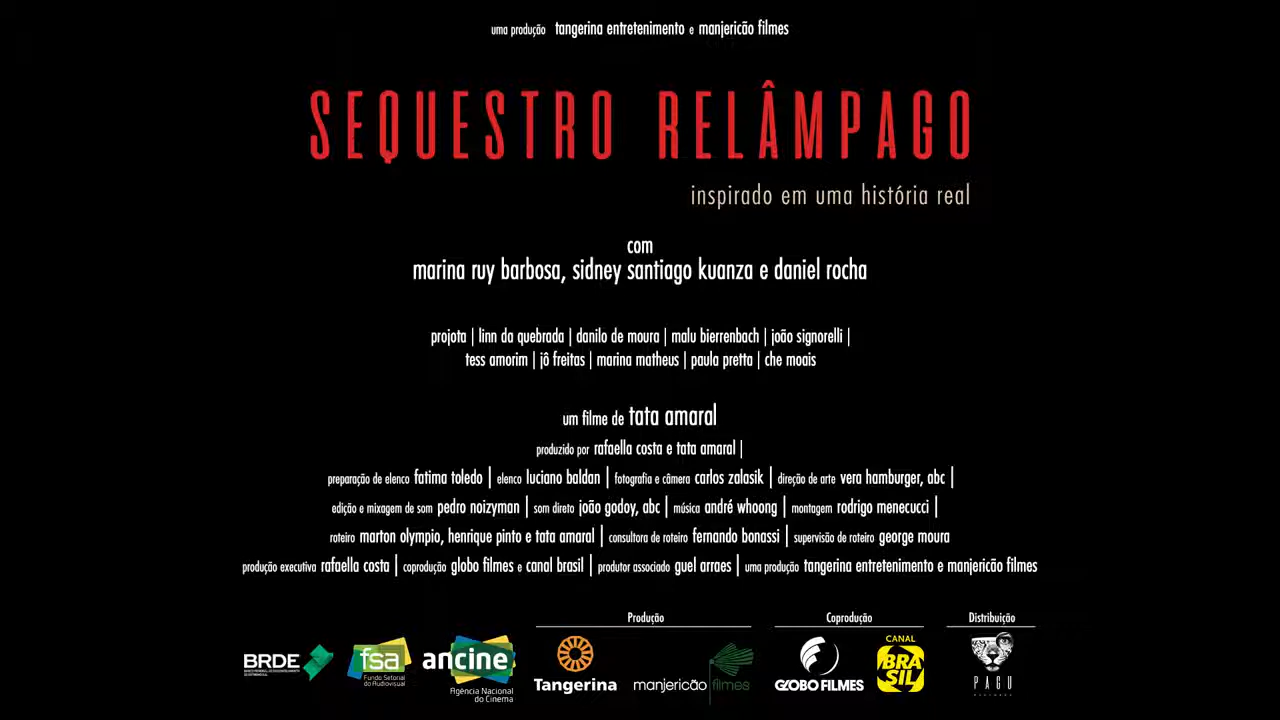 uma produção tangerina entretenimento e manjericão filmes
SEQUESTRO RELÂMPAGO
inspirado em uma história real
com
marina ruy barbosa, sidney santiago kuanza e daniel rocha
projota | linn da quebrada | danilo de moura | malu bierrenbach | joão signorelli |
tess amorim | jô freitas | marina matheus | paula pretta | che moais
um filme de tata amaral
produzido por rafaella costa e tata amaral |
preparação de elenco fatima toledo | elenco luciano baldan | fotografia e câmera carlos zalasik | direção de arte vera hamburger, abc |
edição e mixagem de som pedro noizyman | som direto joão godoy, abc | música andré whoong | montagem rodrigo menecucci |
roteiro marton olympio, henrique pinto e tata amaral | consultora de roteiro fernando bonassi | supervisão de roteiro george moura
produção executiva rafaella costa | coprodução globo filmes e canal brasil | produtor associado guel arraes | uma produção tangerina entretenimento e manjericão filmes
Produção Coprodução Distribuição
BRDE
fsa
Fundo Setorial
do Audiovisual
ancine
Agência Nacional
do Cinema
Tangerina
manjericão filmes
GLOBO FILMES
CANAL
BRA
SIL
PAGU